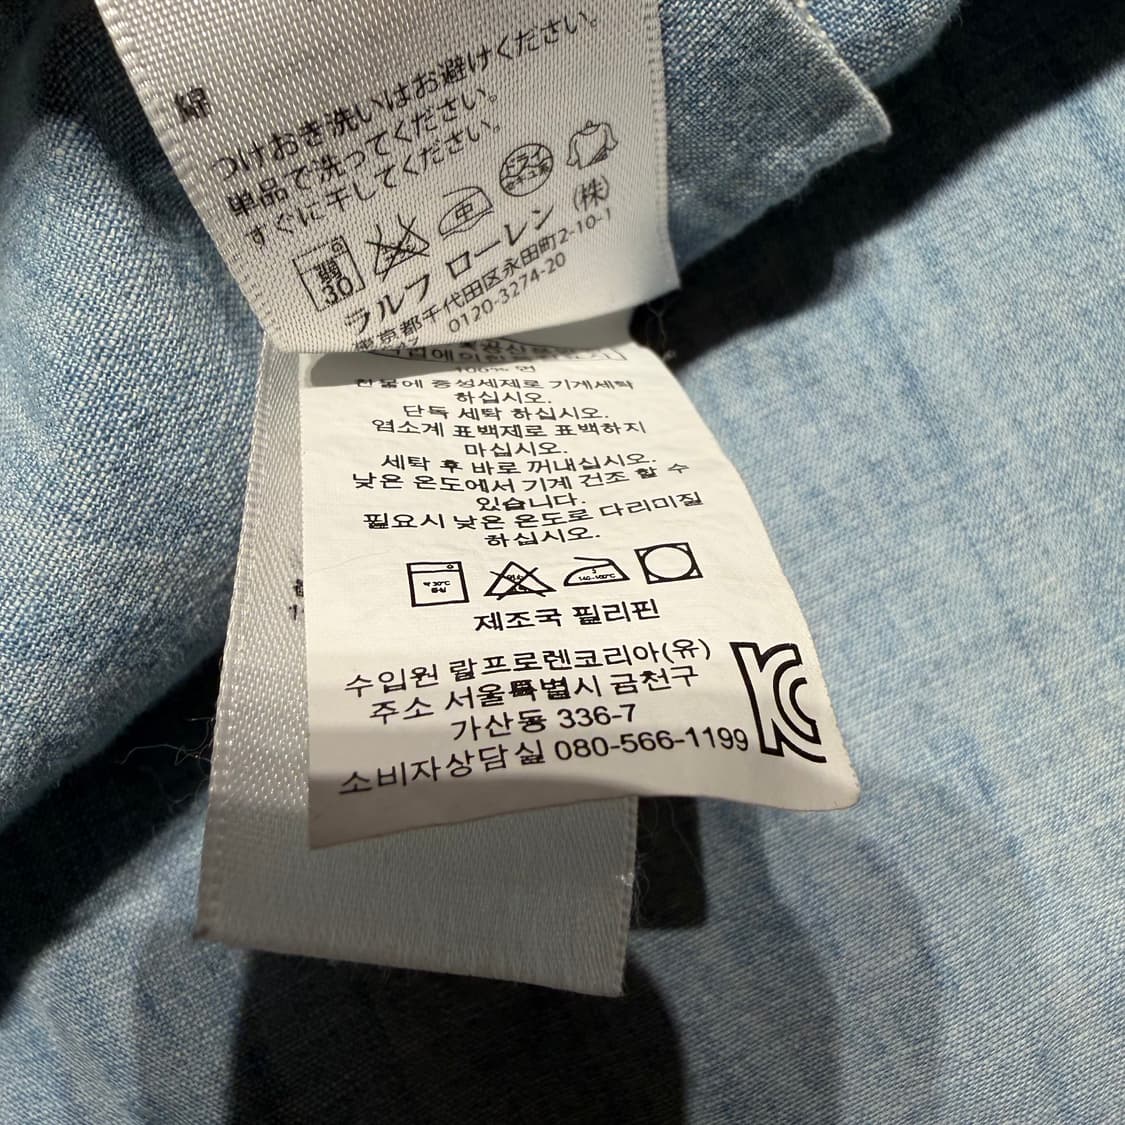 綿
つけおき洗いはお避けください。
単品で洗ってください。
すぐに干してください。
30
中
ラルフ ローレン (株)
東京都千代田区永田町2-10-1
0120-3274-20
100% 면
찬물에 중성세제로 기계세탁
하십시오.
단독 세탁 하십시오.
염소계 표백제로 표백하지
마십시오.
세탁 후 바로 꺼내십시오.
낮은 온도에서 기계 건조 할 수
있습니다.
필요시 낮은 온도로 다리미질
하십시오.
약 30℃
중성
제조국 필리핀
수입원 랄프로렌코리아(유)
주소 서울특별시 금천구
가산동 336-7
소비자상담실 080-566-1199